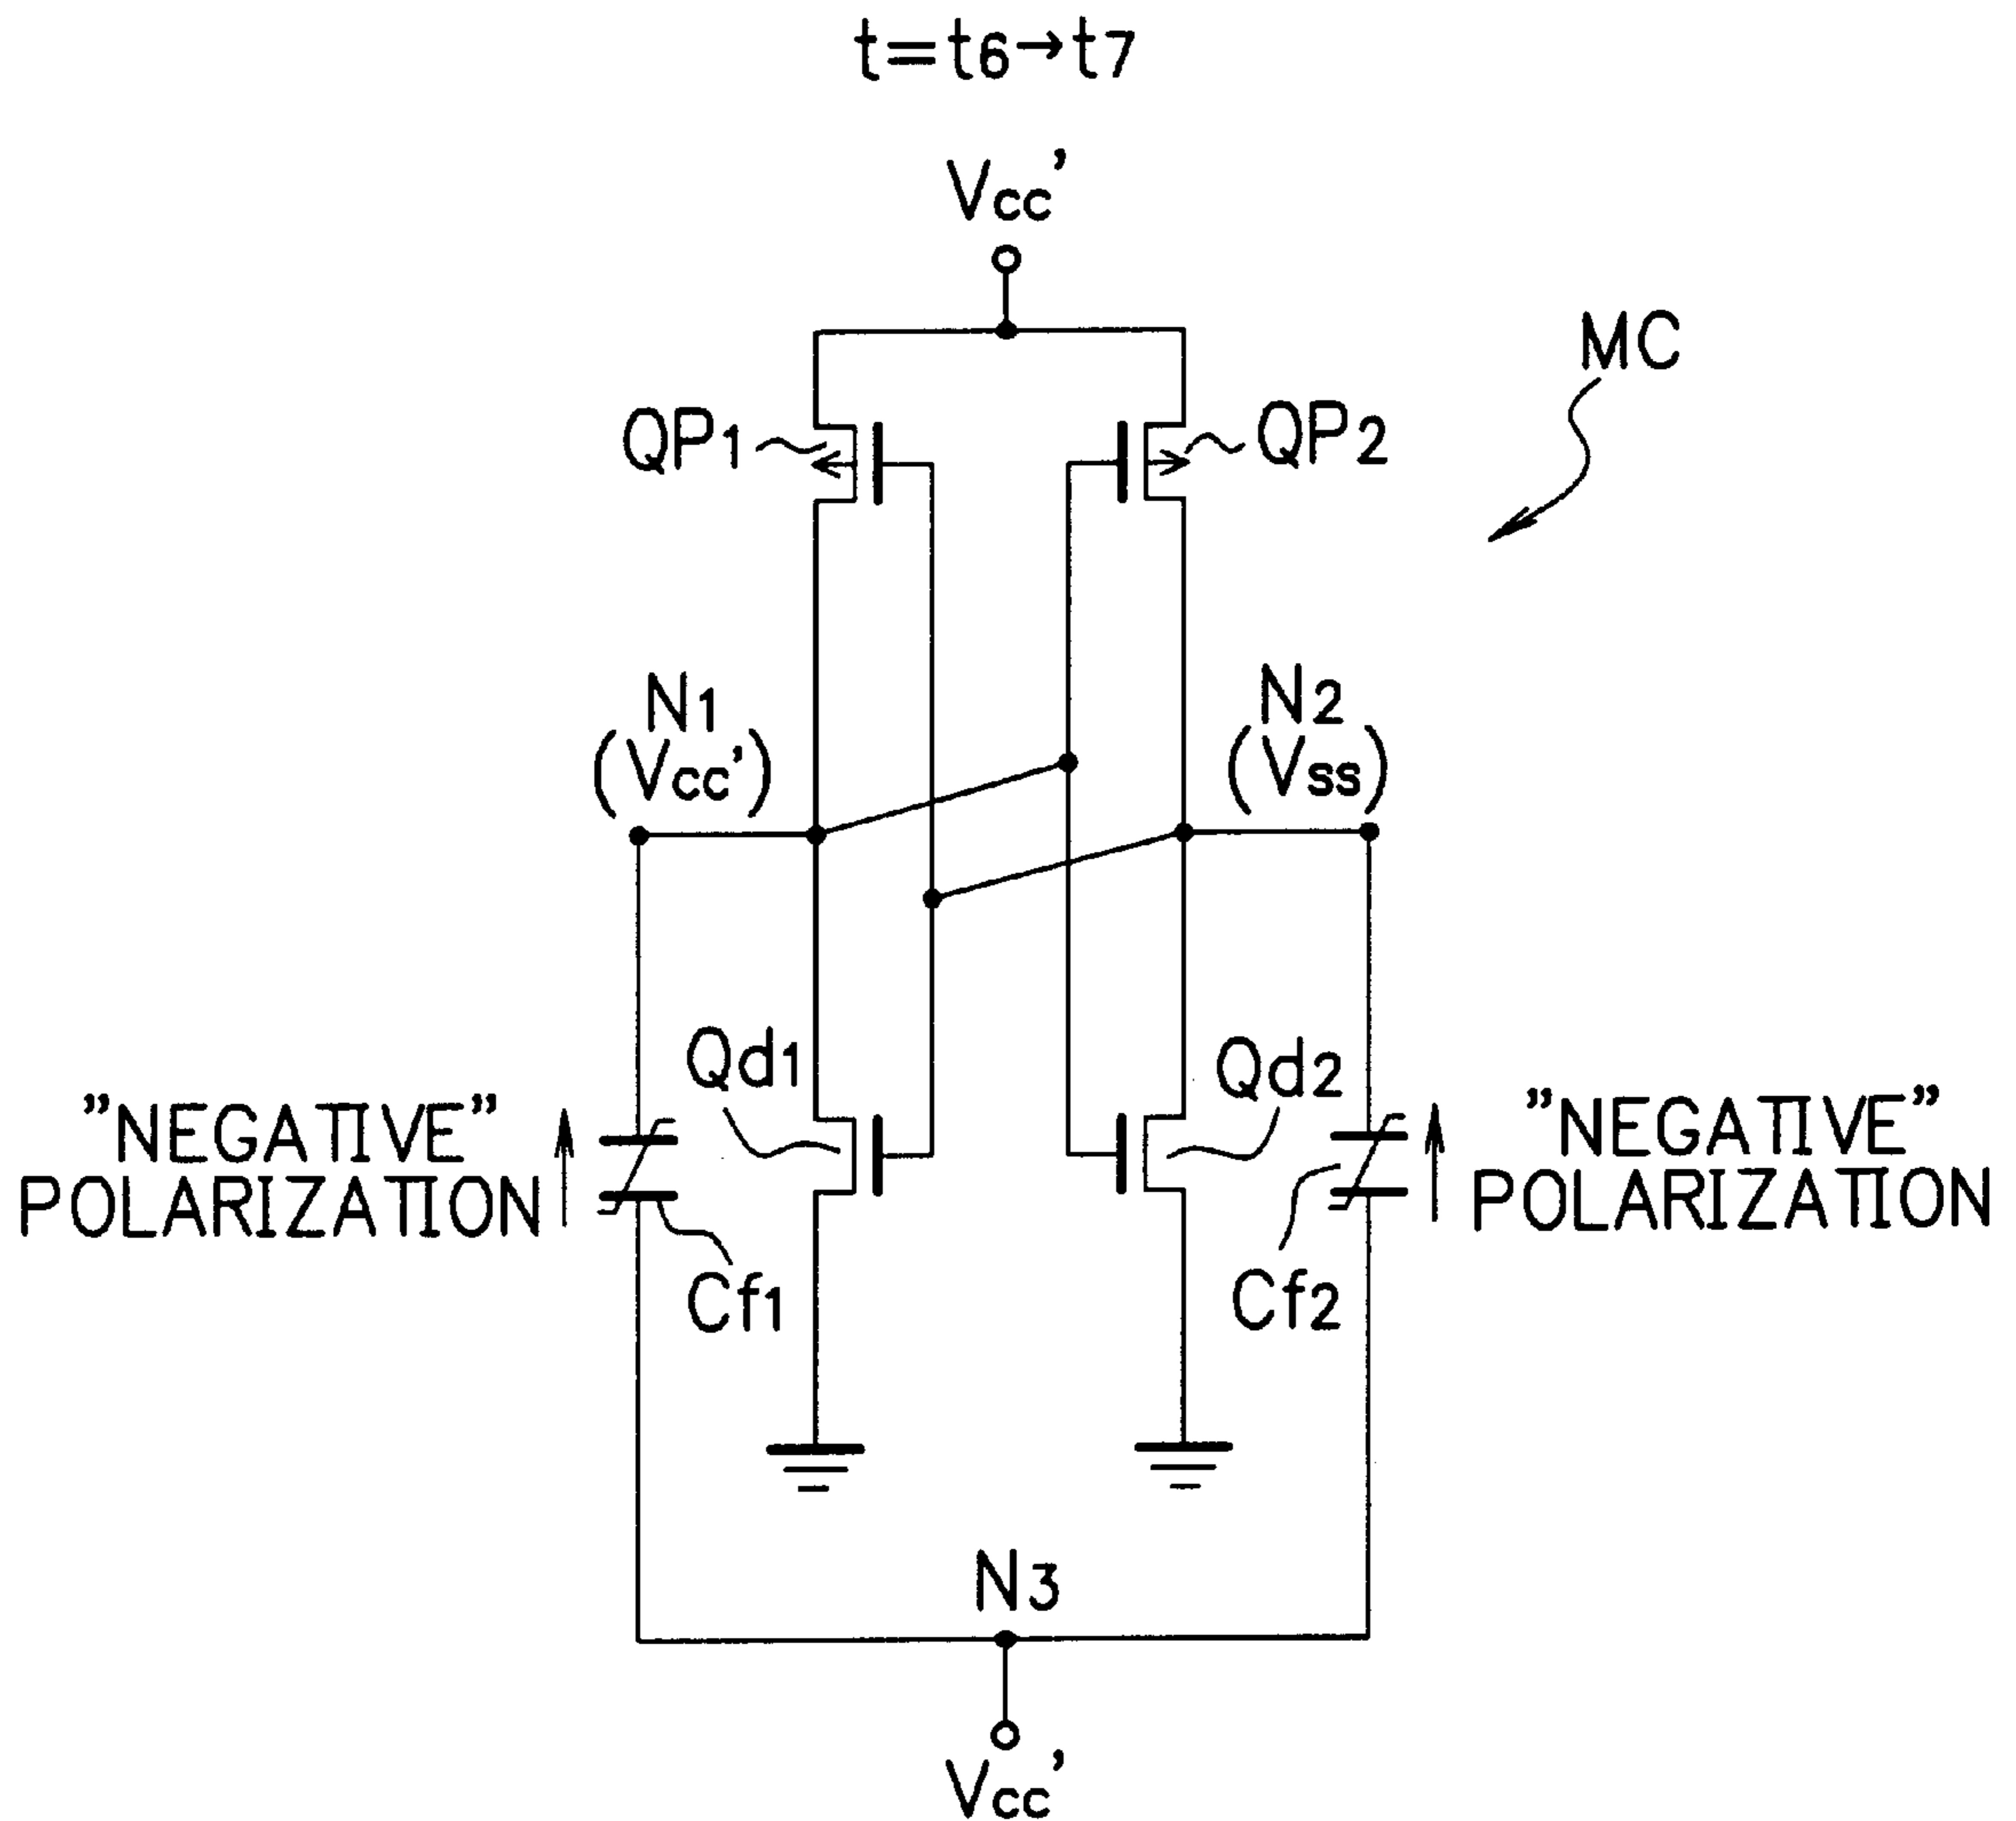 t=t6→t7
Vcc'
MC
QP1
QP2
N1
(Vcc')
N2
(Vss)
Qd1
Qd2
"NEGATIVE"
POLARIZATION
"NEGATIVE"
POLARIZATION
Cf1
Cf2
N3
Vcc'